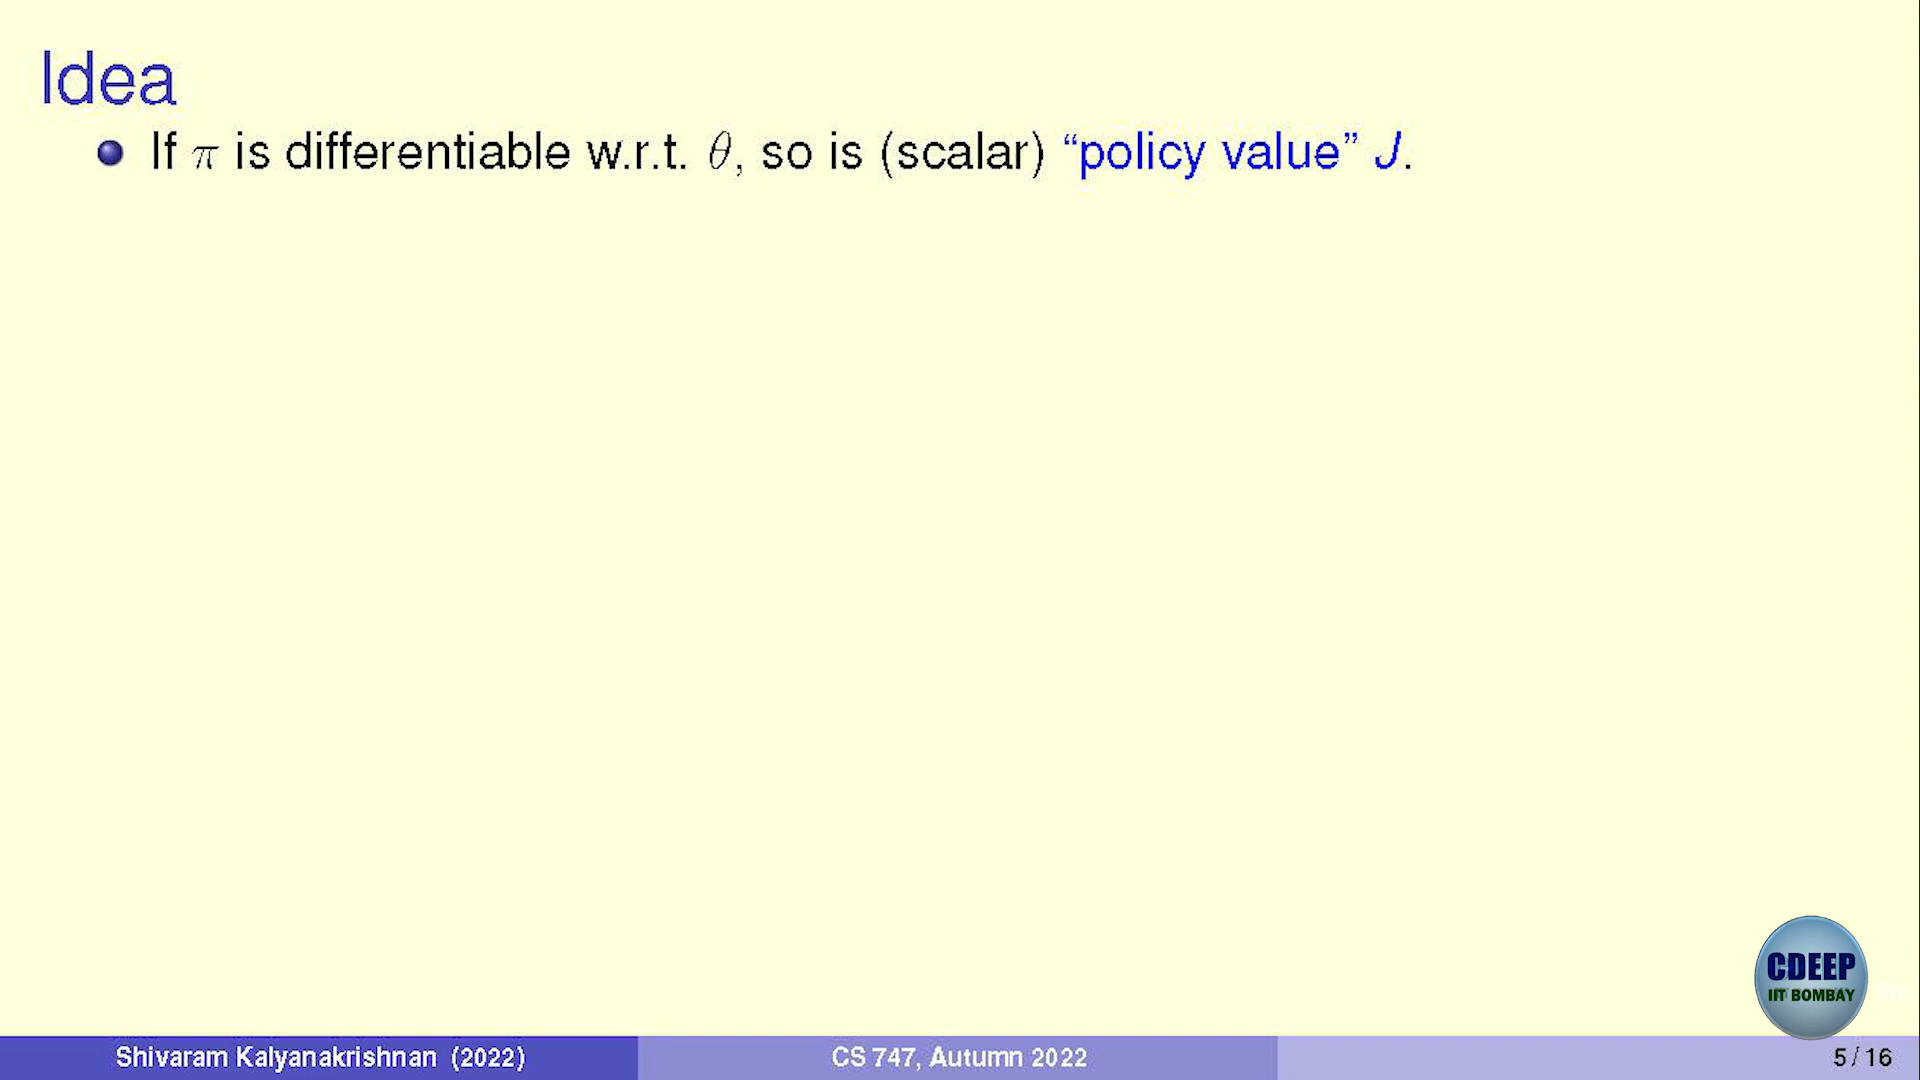 Idea
If π is differentiable w.r.t. θ, so is (scalar) “policy value” J.
CDEEP
IIT BOMBAY
Shivaram Kalyanakrishnan (2022)
CS 747, Autumn 2022
5 / 16